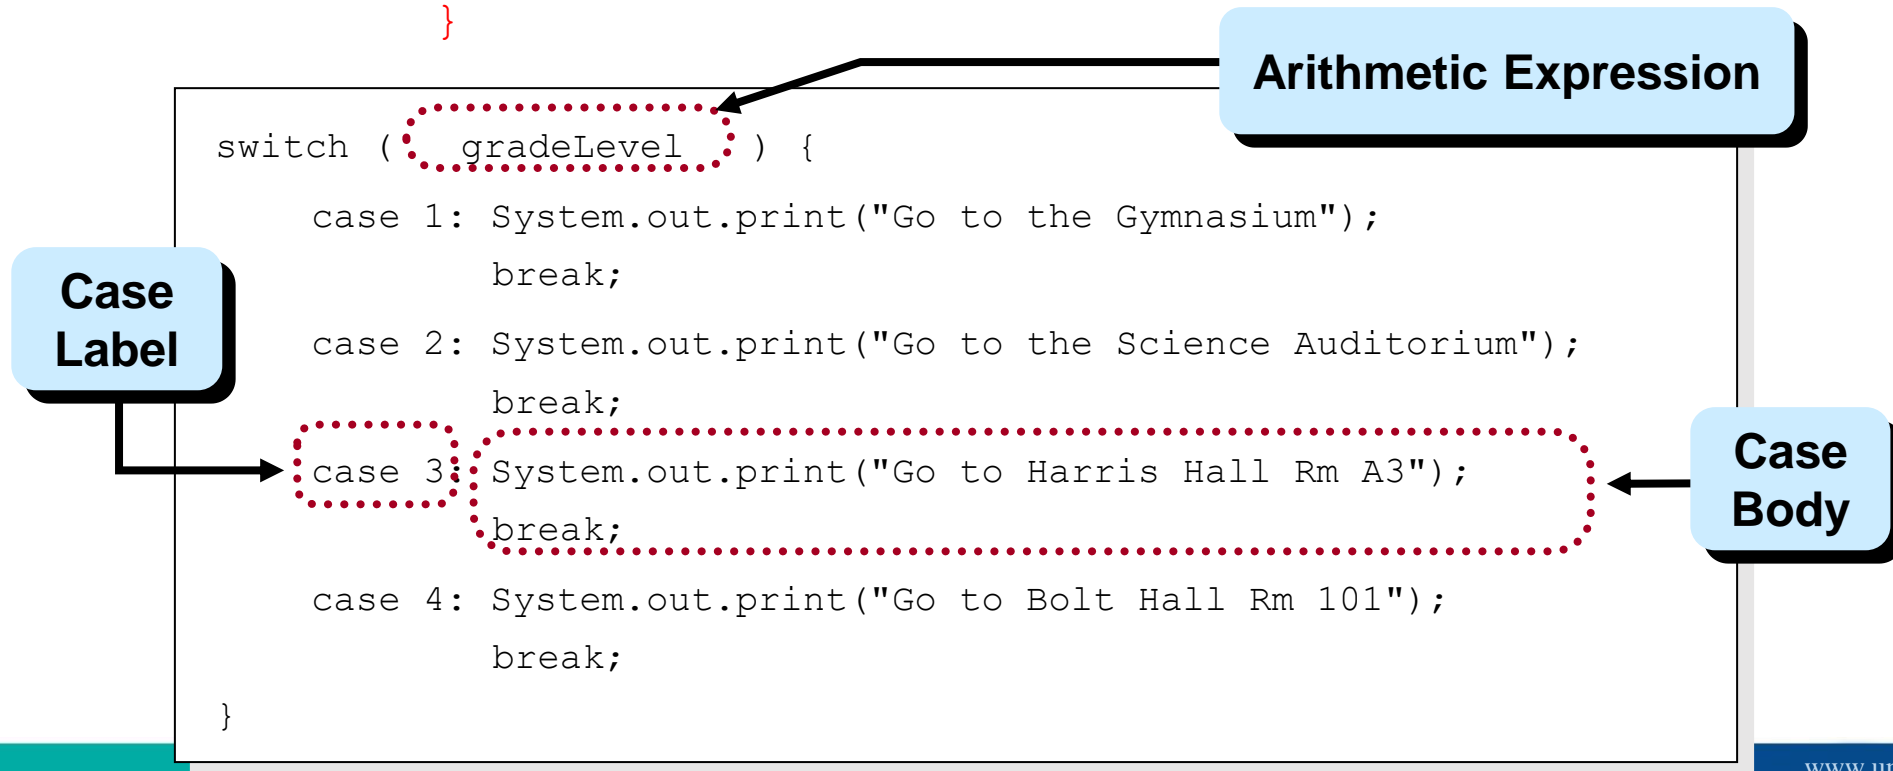 }
Arithmetic Expression
switch ( gradeLevel ) {
case 1: System.out.print("Go to the Gymnasium");
break;
Case
Label
case 2: System.out.print("Go to the Science Auditorium");
break;
case 3: System.out.print("Go to Harris Hall Rm A3");
break;
Case
Body
case 4: System.out.print("Go to Bolt Hall Rm 101");
break;
}